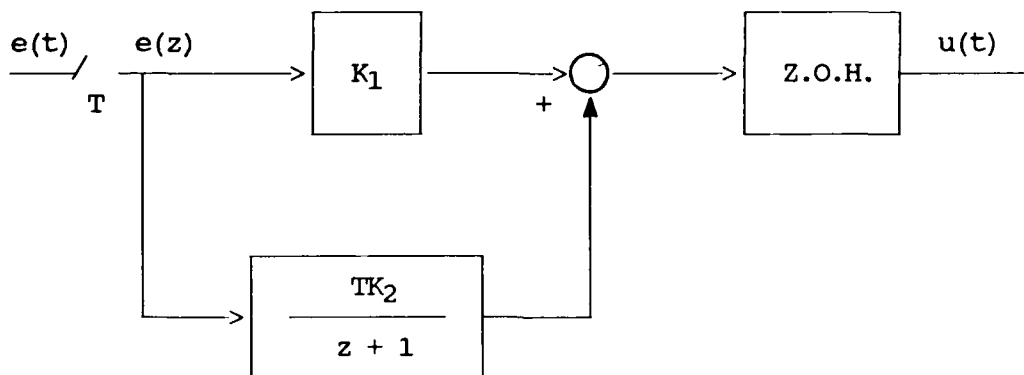 e(t) e(z) K₁ Z.O.H. u(t)
T +
TK₂
z + 1